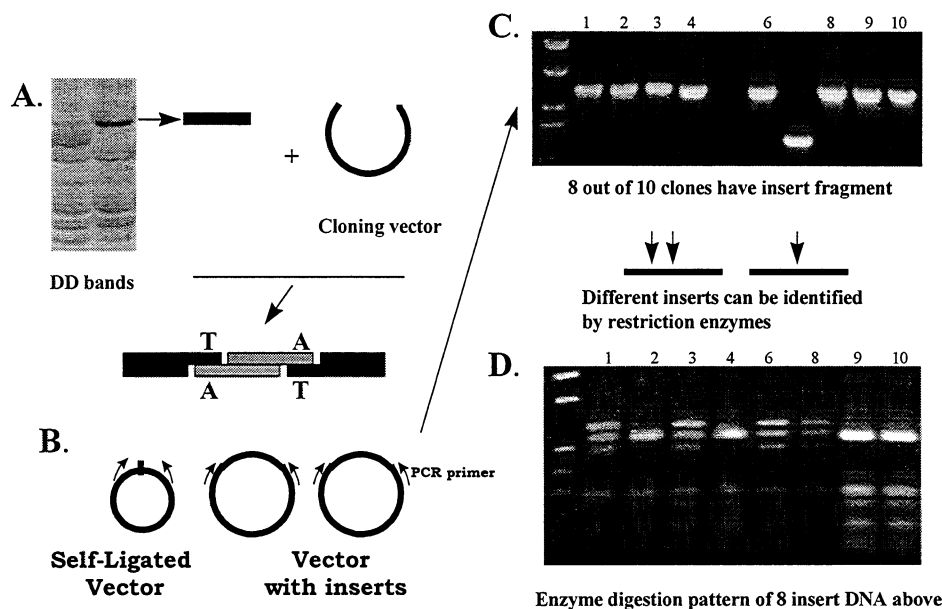 A.
DD bands
+
Cloning vector
T A
A T
B.
PCR primer
Self-Ligated
Vector
Vector
with inserts
C.
1 2 3 4 6 8 9 10
8 out of 10 clones have insert fragment
Different inserts can be identified
by restriction enzymes
D.
1 2 3 4 6 8 9 10
Enzyme digestion pattern of 8 insert DNA above